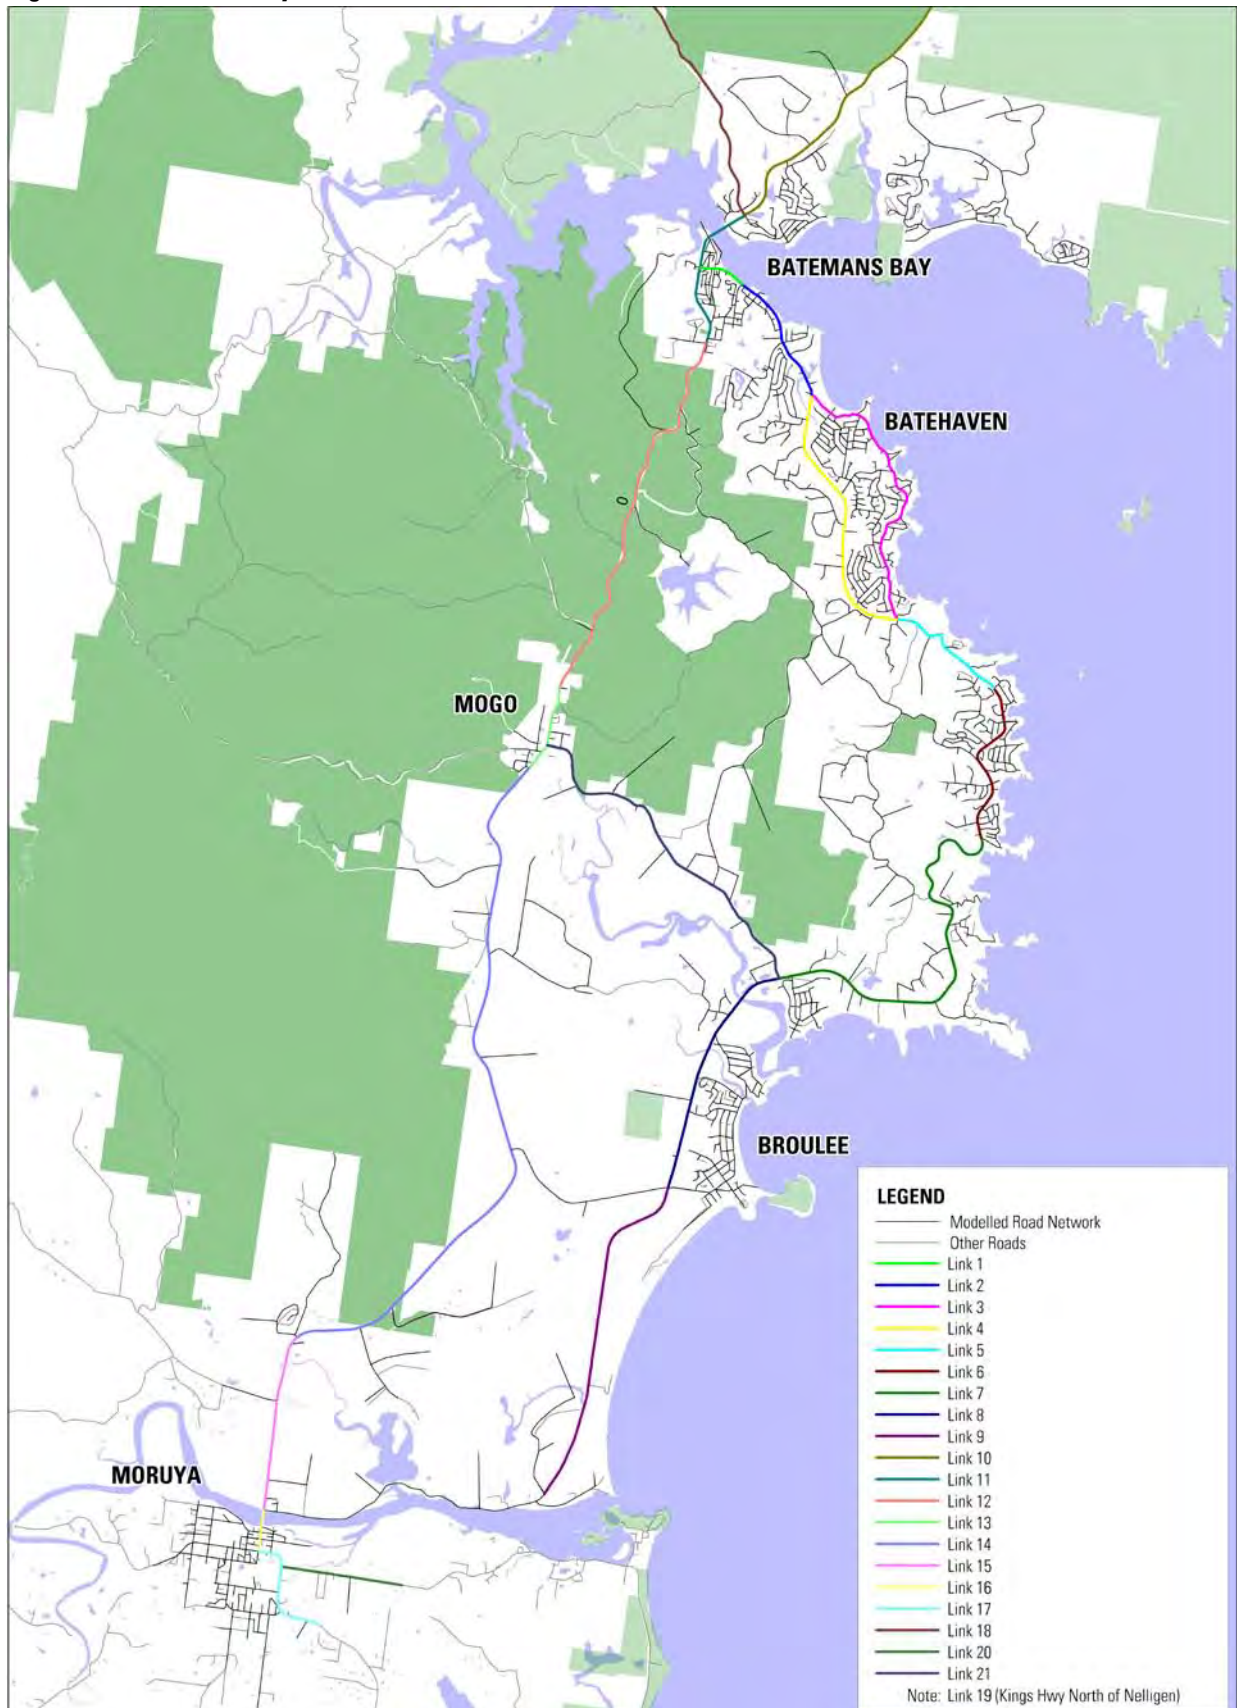 BATEMANS BAY
BATEHAVEN
MOGO
BROULEE
MORUYA
LEGEND
Modelled Road Network
Other Roads
Link 1
Link 2
Link 3
Link 4
Link 5
Link 6
Link 7
Link 8
Link 9
Link 10
Link 11
Link 12
Link 13
Link 14
Link 15
Link 16
Link 17
Link 18
Link 20
Link 21
Note: Link 19 (Kings Hwy North of Nelligen)